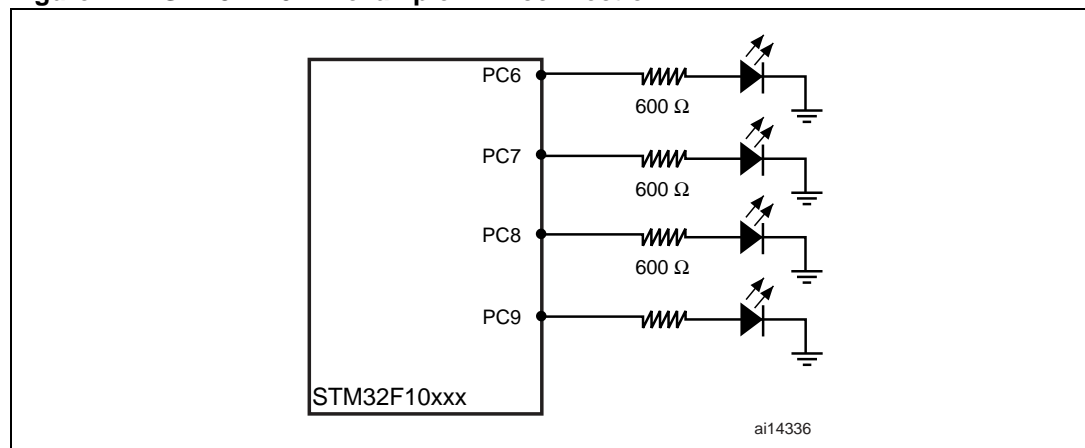 PC6
600 Ω
PC7
600 Ω
PC8
600 Ω
PC9
STM32F10xxx
ai14336